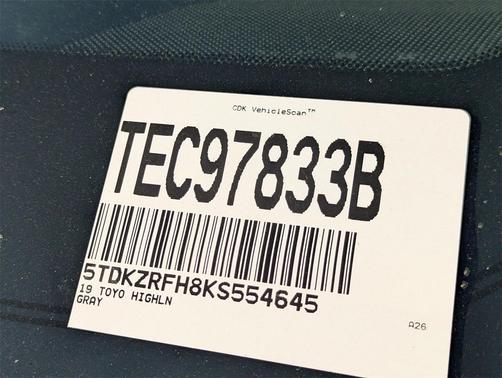 CDK VehicleScan™
TEC97833B
5TDKZRFH8KS554645
19 TOYO HIGHLN
GRAY
A26